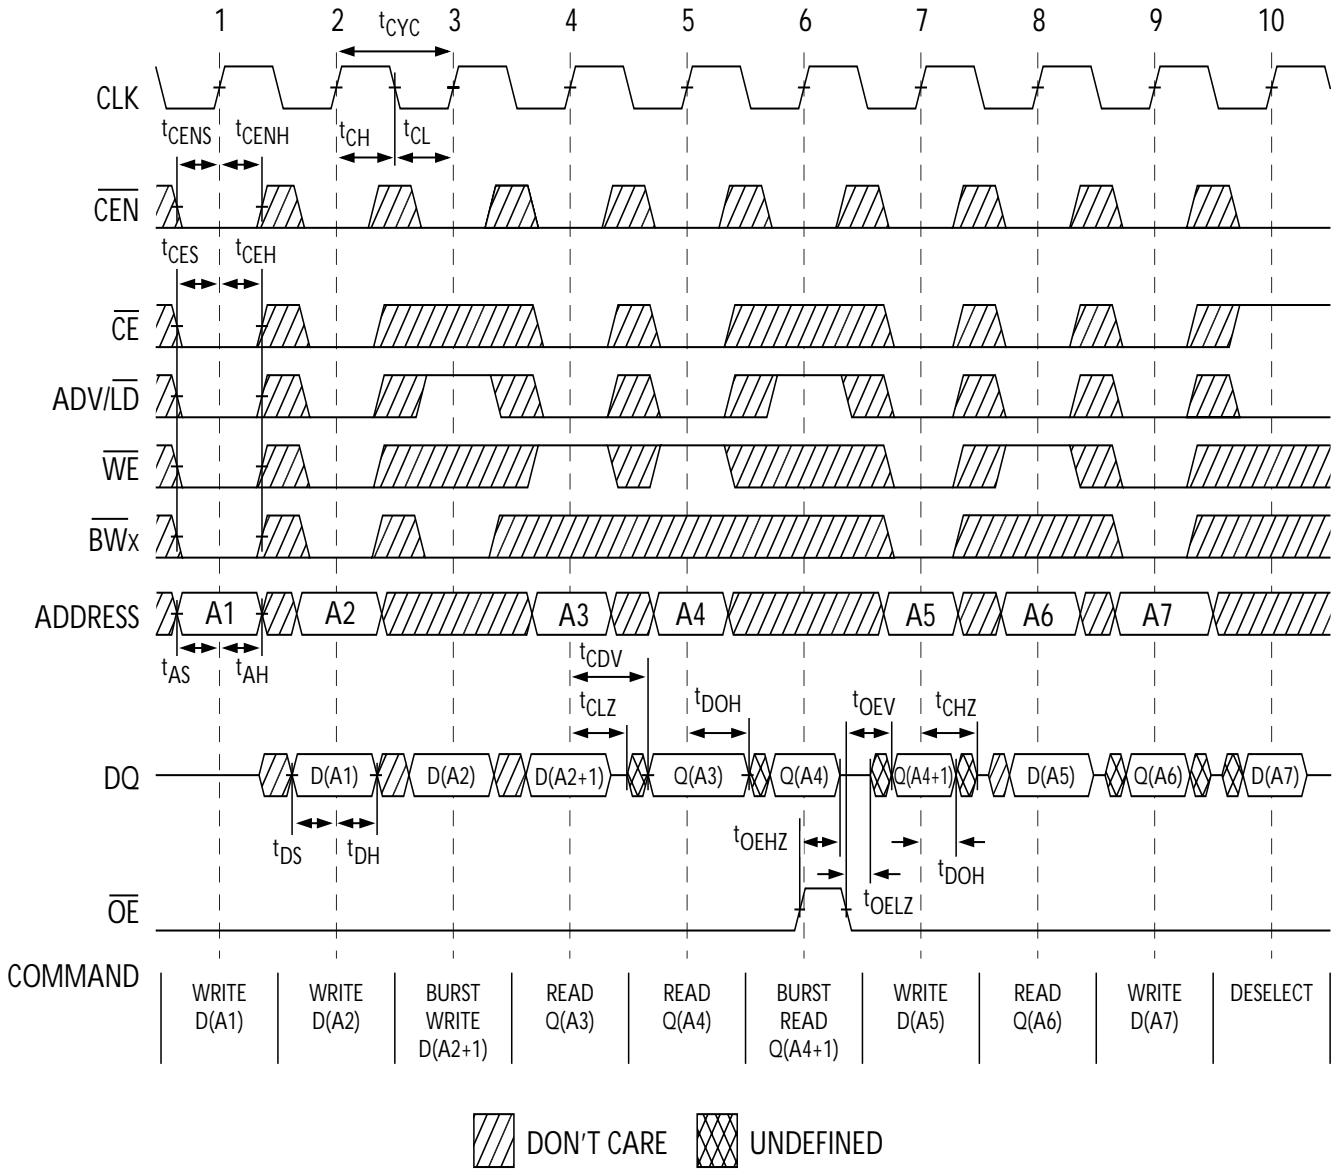 1 2 3 4 5 6 7 8 9 10
tCYC
CLK
tCENS tCENH tCH tCL
CEN
tCES tCEH
CE
ADV/LD
WE
BWx
ADDRESS A1 A2 A3 A4 A5 A6 A7
tAS tAH tCDV
tCLZ tDOH tOEV tCHZ
DQ D(A1) D(A2) D(A2+1) Q(A3) Q(A4) Q(A4+1) D(A5) Q(A6) D(A7)
tDS tDH tOEHZ tDOH
tOELZ
OE
COMMAND
WRITE WRITE BURST READ READ BURST WRITE READ WRITE DESELECT
D(A1) D(A2) WRITE Q(A3) Q(A4) READ D(A5) Q(A6) D(A7)
D(A2+1) Q(A4+1)
DON'T CARE UNDEFINED